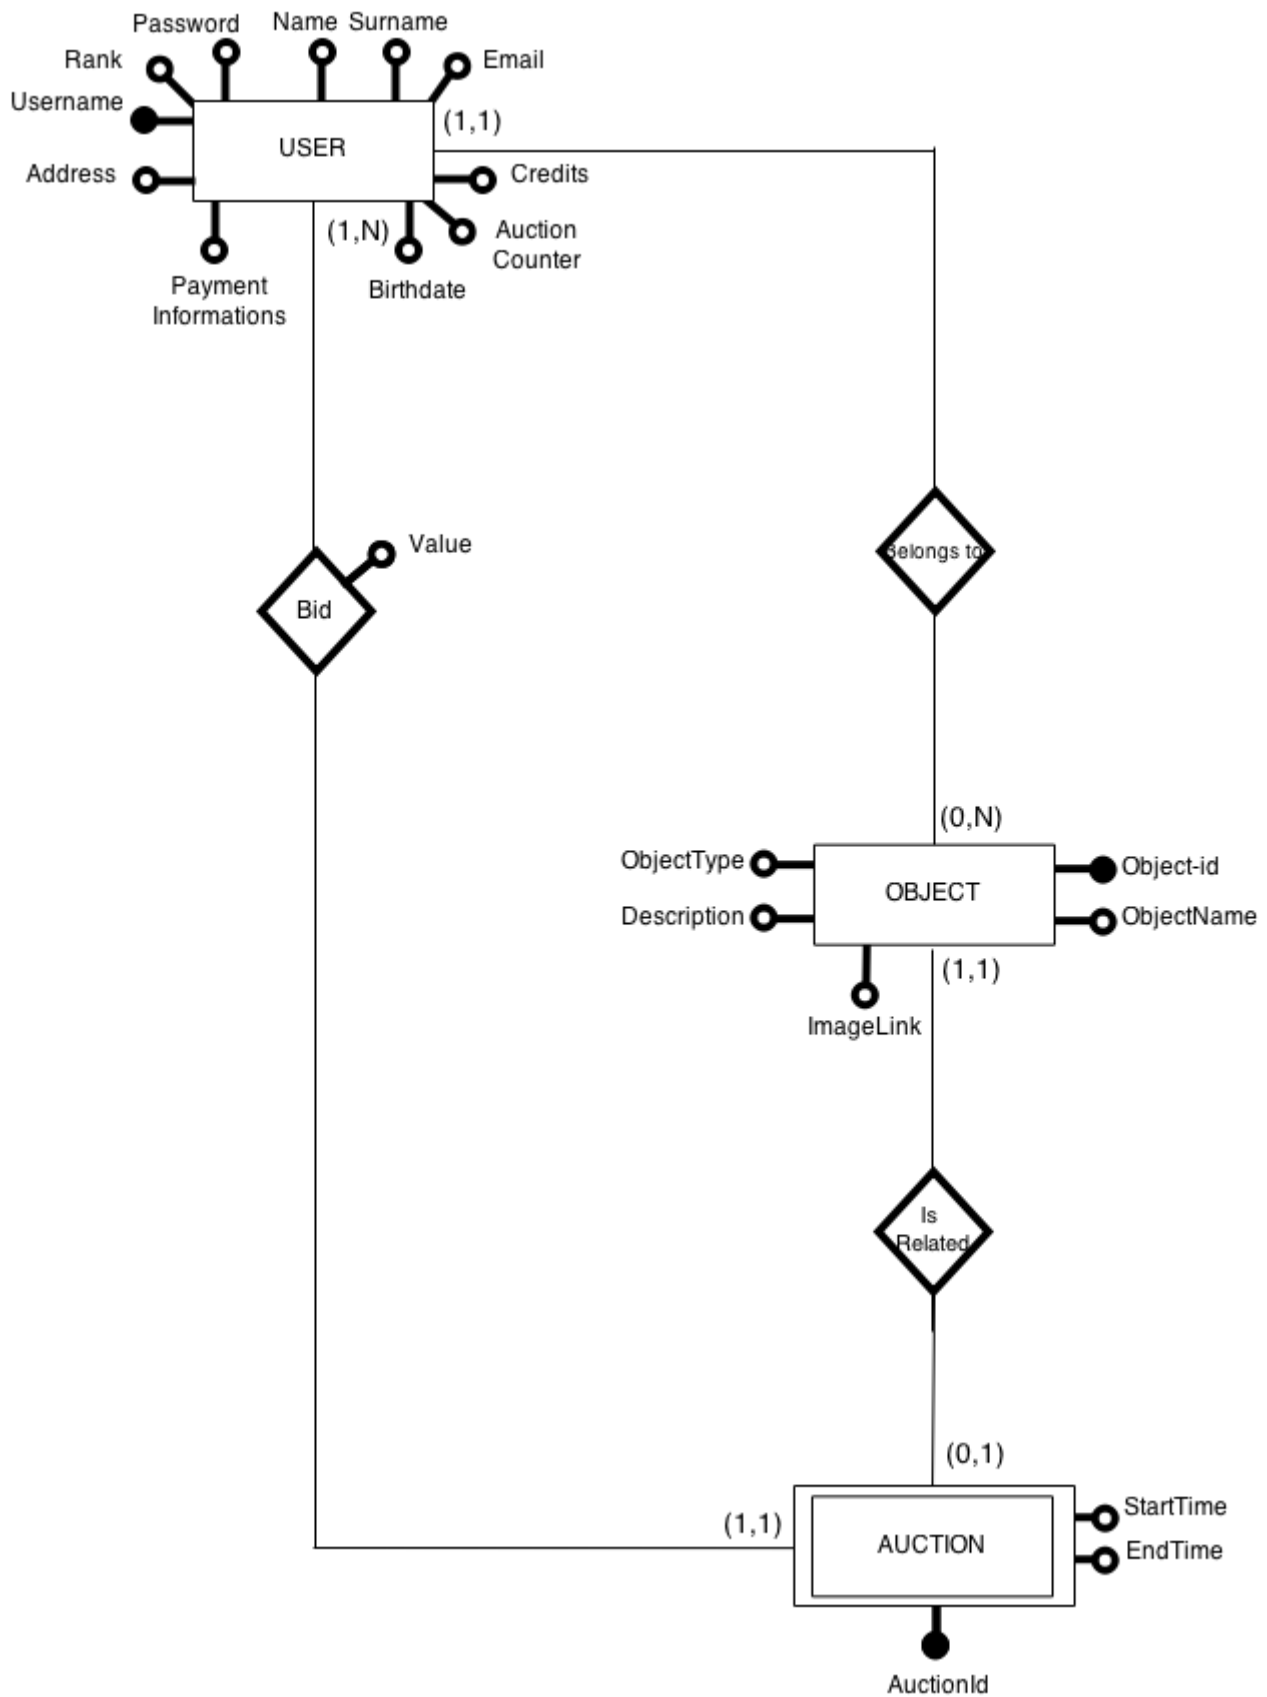 Password
Name
Surname
Rank
Email
Username
(1,1)
USER
Address
Credits
(1,N)
Auction
Counter
Payment
Informations
Birthdate
Value
Belongs to
Bid
(0,N)
ObjectType
Object-id
OBJECT
Description
ObjectName
(1,1)
ImageLink
Is
Related
(0,1)
StartTime
(1,1)
AUCTION
EndTime
AuctionId